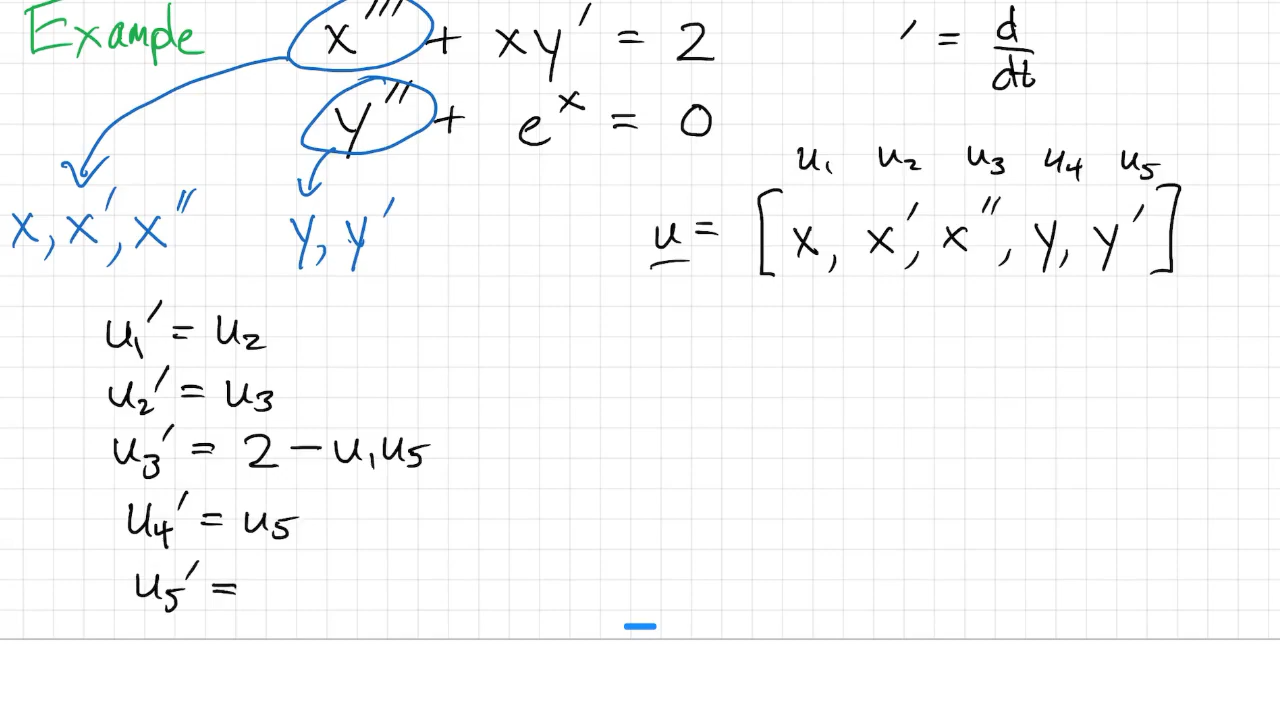 Example x''' + xy' = 2 ' = d/dt
y'' + e^x = 0
u1 u2 u3 u4 u5
x, x', x'' y, y' u = [x, x', x'', y, y']
u1' = u2
u2' = u3
u3' = 2 - u1u5
u4' = u5
u5' =